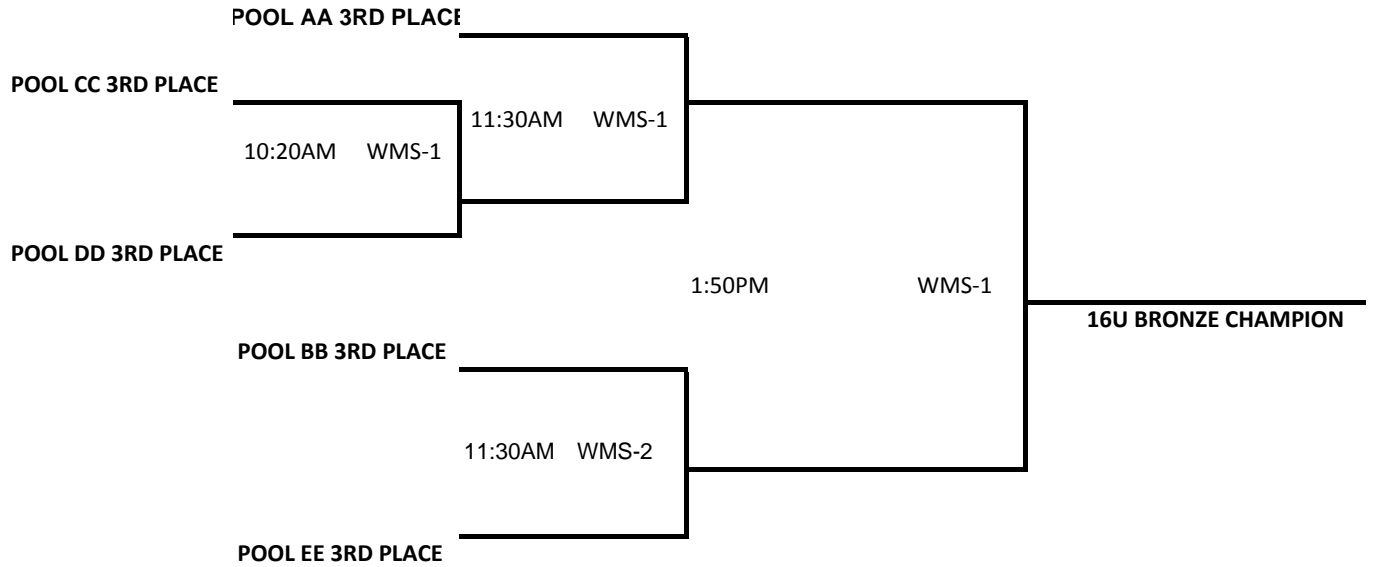 POOL AA 3RD PLACE
POOL CC 3RD PLACE
11:30AM WMS-1
10:20AM WMS-1
POOL DD 3RD PLACE
1:50PM WMS-1
16U BRONZE CHAMPION
POOL BB 3RD PLACE
11:30AM WMS-2
POOL EE 3RD PLACE